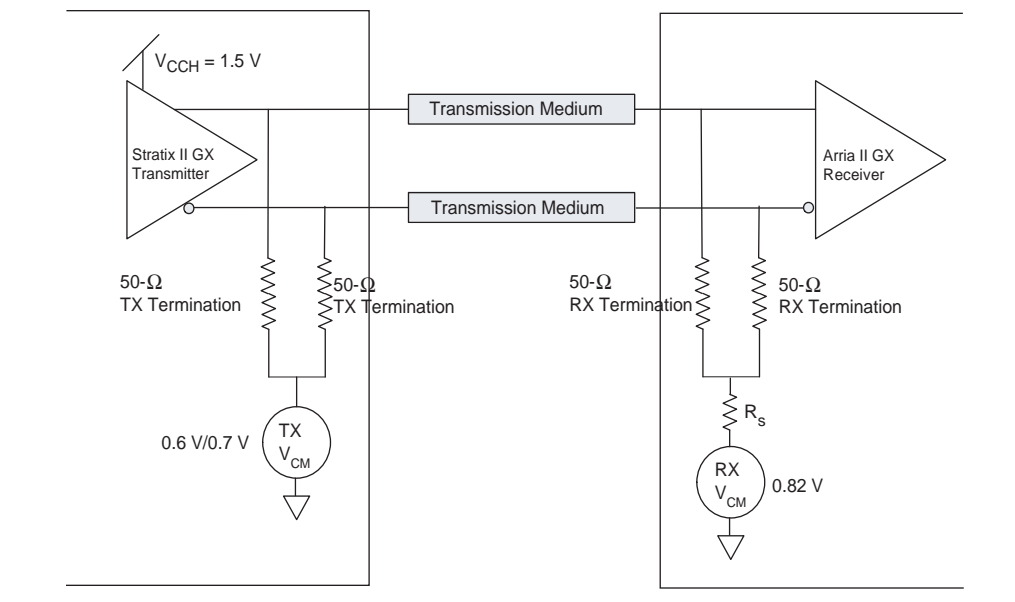 V_CCH = 1.5 V
Transmission Medium
Stratix II GX
Transmitter
Arria II GX
Receiver
Transmission Medium
50-Ω
TX Termination
50-Ω
TX Termination
50-Ω
RX Termination
50-Ω
RX Termination
R_s
0.6 V/0.7 V
TX
V_CM
RX
V_CM
0.82 V